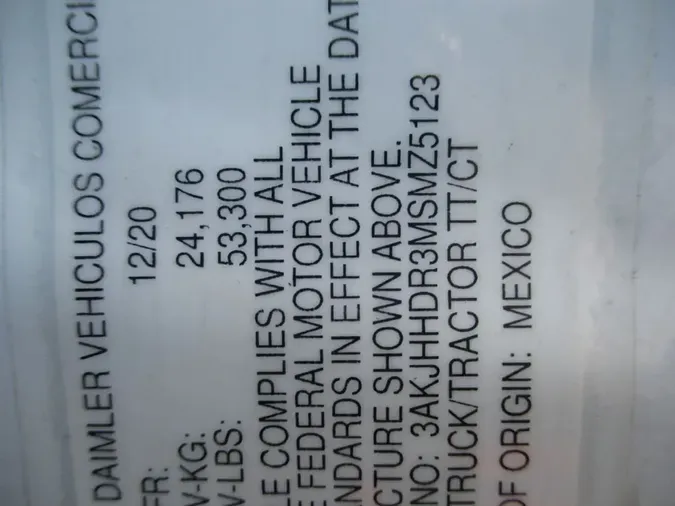 DAIMLER VEHICULOS COMERCI
FR: 12/20
V-KG: 24,176
V-LBS: 53,300
LE COMPLIES WITH ALL
E FEDERAL MOTOR VEHICLE
NDARDS IN EFFECT AT THE DAT
CTURE SHOWN ABOVE.
NO: 3AKJHHDR3MSMZ5123
TRUCK/TRACTOR TT/CT
OF ORIGIN: MEXICO